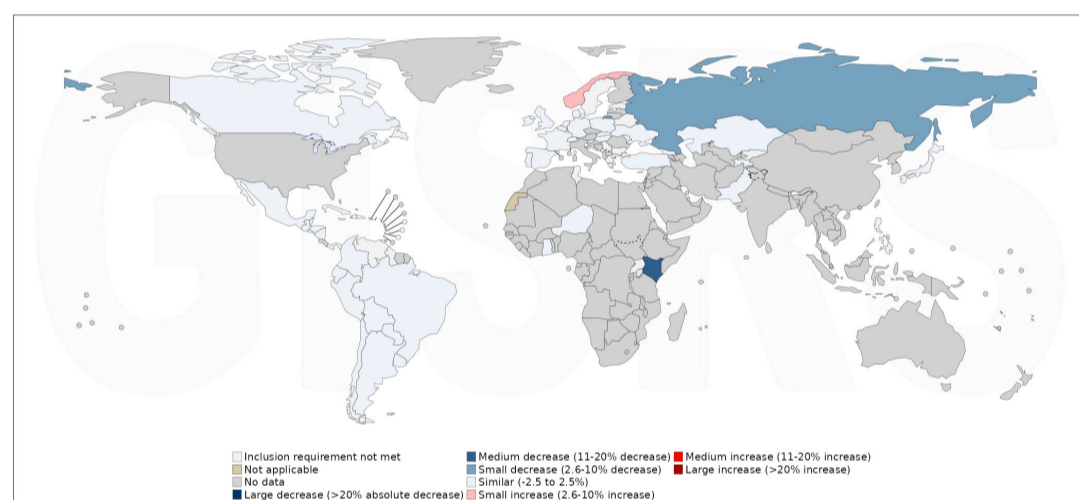 GISRS
Inclusion requirement not met
Not applicable
No data
Large decrease (>20% absolute decrease)
Medium decrease (11-20% decrease)
Small decrease (2.6-10% decrease)
Similar (-2.5 to 2.5%)
Small increase (2.6-10% increase)
Medium increase (11-20% increase)
Large increase (>20% increase)